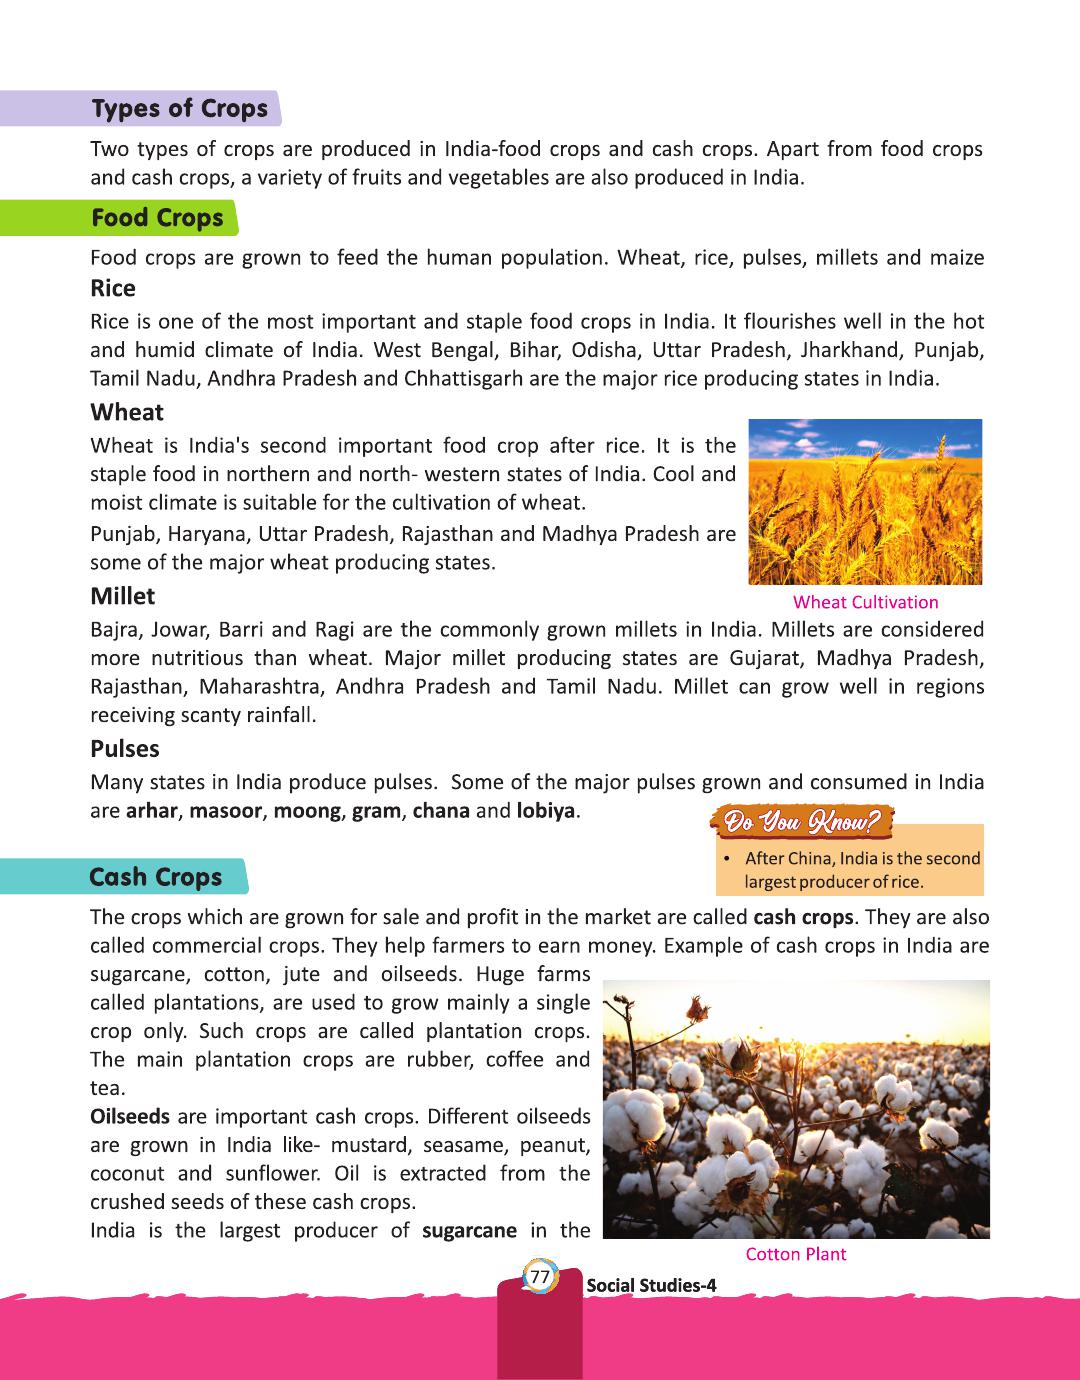 Types of Crops
Two types of crops are produced in India-food crops and cash crops. Apart from food crops
and cash crops, a variety of fruits and vegetables are also produced in India.
Food Crops
Food crops are grown to feed the human population. Wheat, rice, pulses, millets and maize
Rice
Rice is one of the most important and staple food crops in India. It flourishes well in the hot
and humid climate of India. West Bengal, Bihar, Odisha, Uttar Pradesh, Jharkhand, Punjab,
Tamil Nadu, Andhra Pradesh and Chhattisgarh are the major rice producing states in India.
Wheat
Wheat is India's second important food crop after rice. It is the
staple food in northern and north- western states of India. Cool and
moist climate is suitable for the cultivation of wheat.
Punjab, Haryana, Uttar Pradesh, Rajasthan and Madhya Pradesh are
some of the major wheat producing states.
Wheat Cultivation
Millet
Bajra, Jowar, Barri and Ragi are the commonly grown millets in India. Millets are considered
more nutritious than wheat. Major millet producing states are Gujarat, Madhya Pradesh,
Rajasthan, Maharashtra, Andhra Pradesh and Tamil Nadu. Millet can grow well in regions
receiving scanty rainfall.
Pulses
Many states in India produce pulses. Some of the major pulses grown and consumed in India
are arhar, masoor, moong, gram, chana and lobiya.
Do You Know?
• After China, India is the second
largest producer of rice.
Cash Crops
The crops which are grown for sale and profit in the market are called cash crops. They are also
called commercial crops. They help farmers to earn money. Example of cash crops in India are
sugarcane, cotton, jute and oilseeds. Huge farms
called plantations, are used to grow mainly a single
crop only. Such crops are called plantation crops.
The main plantation crops are rubber, coffee and
tea.
Oilseeds are important cash crops. Different oilseeds
are grown in India like- mustard, seasame, peanut,
coconut and sunflower. Oil is extracted from the
crushed seeds of these cash crops.
India is the largest producer of sugarcane in the
Cotton Plant
77
Social Studies-4